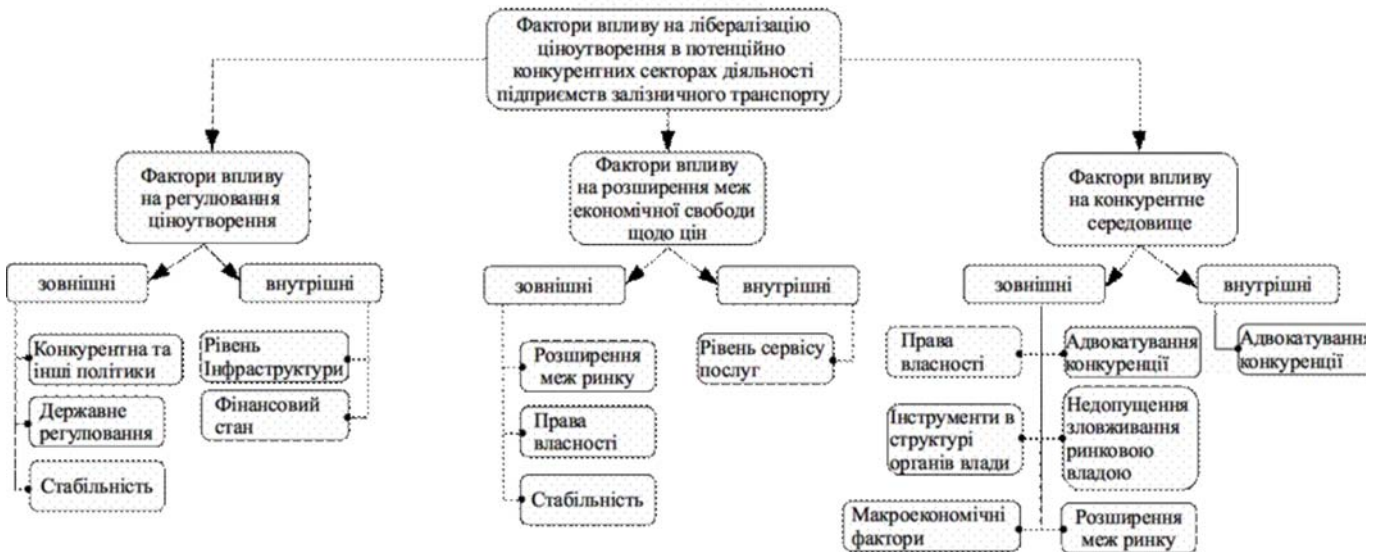 Фактори впливу на лібералізацію
ціноутворення в потенційно
конкурентних секторах діяльності
підприємств залізничного транспорту
Фактори впливу
на регулювання
ціноутворення
зовнішні
внутрішні
Конкурентна та
інші політики
Державне
регулювання
Стабільність
Рівень
Інфраструктури
Фінансовий
стан
Фактори впливу
на розширення меж
економічної свободи
щодо цін
зовнішні
внутрішні
Розширення
меж ринку
Права
власності
Стабільність
Рівень сервісу
послуг
Фактори впливу
на конкурентне
середовище
зовнішні
внутрішні
Права
власності
Інструменти в
структурі
органів влади
Макроекономічні
фактори
Адвокатування
конкуренції
Недопущення
зловживання
ринковою
владою
Розширення
меж ринку
Адвокатування
конкуренції